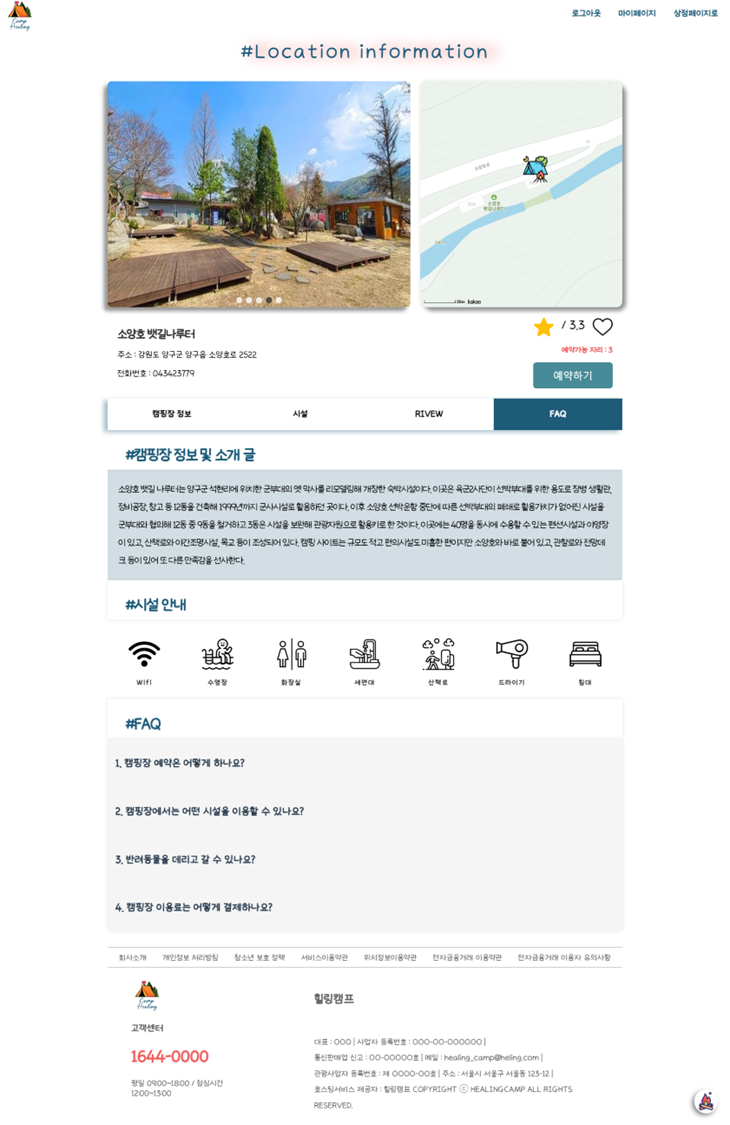 Camp
Healing
로그아웃 마이페이지 상정페이지로
#Location information
소양호
뱃길나루터
kakao
/ 3.3
소양호 뱃길나루터
예약가능 자리 : 3
주소 : 강원도 양구군 양구읍 소양호로 2522
전화번호 : 043423779
예약하기
캠핑장 정보 시설 RIVEW FAQ
#캠핑장 정보 및 소개 글
소양호 뱃길 나루터는 양구군 석현리에 위치한 군부대의 옛 막사를 리모델링해 개장한 숙박시설이다. 이곳은 육군2사단이 선박부대를 위한 용도로 장병 생활관,
정비공장, 창고 등 12동을 건축해 1999년까지 군사시설로 활용하던 곳이다. 이후 소양호 선박운항 중단에 따른 선박부대의 폐쇄로 활용가치가 없어진 시설을
군부대와 협의해 12동 중 9동을 철거하고 3동은 시설을 보완해 관광자원으로 활용키로 한 것이다. 이곳에는 40명을 동시에 수용할 수 있는 펜션시설과 야영장
이 있고, 산책로와 야간조명시설, 목교 등이 조성되어 있다. 캠핑 사이트는 규모도 적고 편의시설도 미흡한 편이지만 소양호와 바로 붙어 있고, 관찰로와 전망데
크 등이 있어 또 다른 만족감을 선사한다.
#시설 안내
Wifi 수영장 화장실 세면대 산책로 드라이기 침대
#FAQ
1. 캠핑장 예약은 어떻게 하나요?
2. 캠핑장에서는 어떤 시설을 이용할 수 있나요?
3. 반려동물을 데리고 갈 수 있나요?
4. 캠핑장 이용료는 어떻게 결제하나요?
회사소개 개인정보 처리방침 청소년 보호 정책 서비스이용약관 위치정보이용약관 전자금융거래 이용약관 전자금융거래 이용자 유의사항
Camp
Healing
고객센터
1644-0000
평일 09:00~18:00 / 점심시간
12:00~13:00
힐링캠프
대표 : OOO | 사업자 등록번호 : 000-00-000000 |
통신판매업 신고 : 00-00000호 | 메일 : healing_camp@heiling.com |
관광사업자 등록번호 : 제 0000-00호 | 주소 : 서울시 서울구 서울동 123-12 |
호스팅서비스 제공자 : 힐링캠프 COPYRIGHT ⓒ HEALINGCAMP ALL RIGHTS
RESERVED.